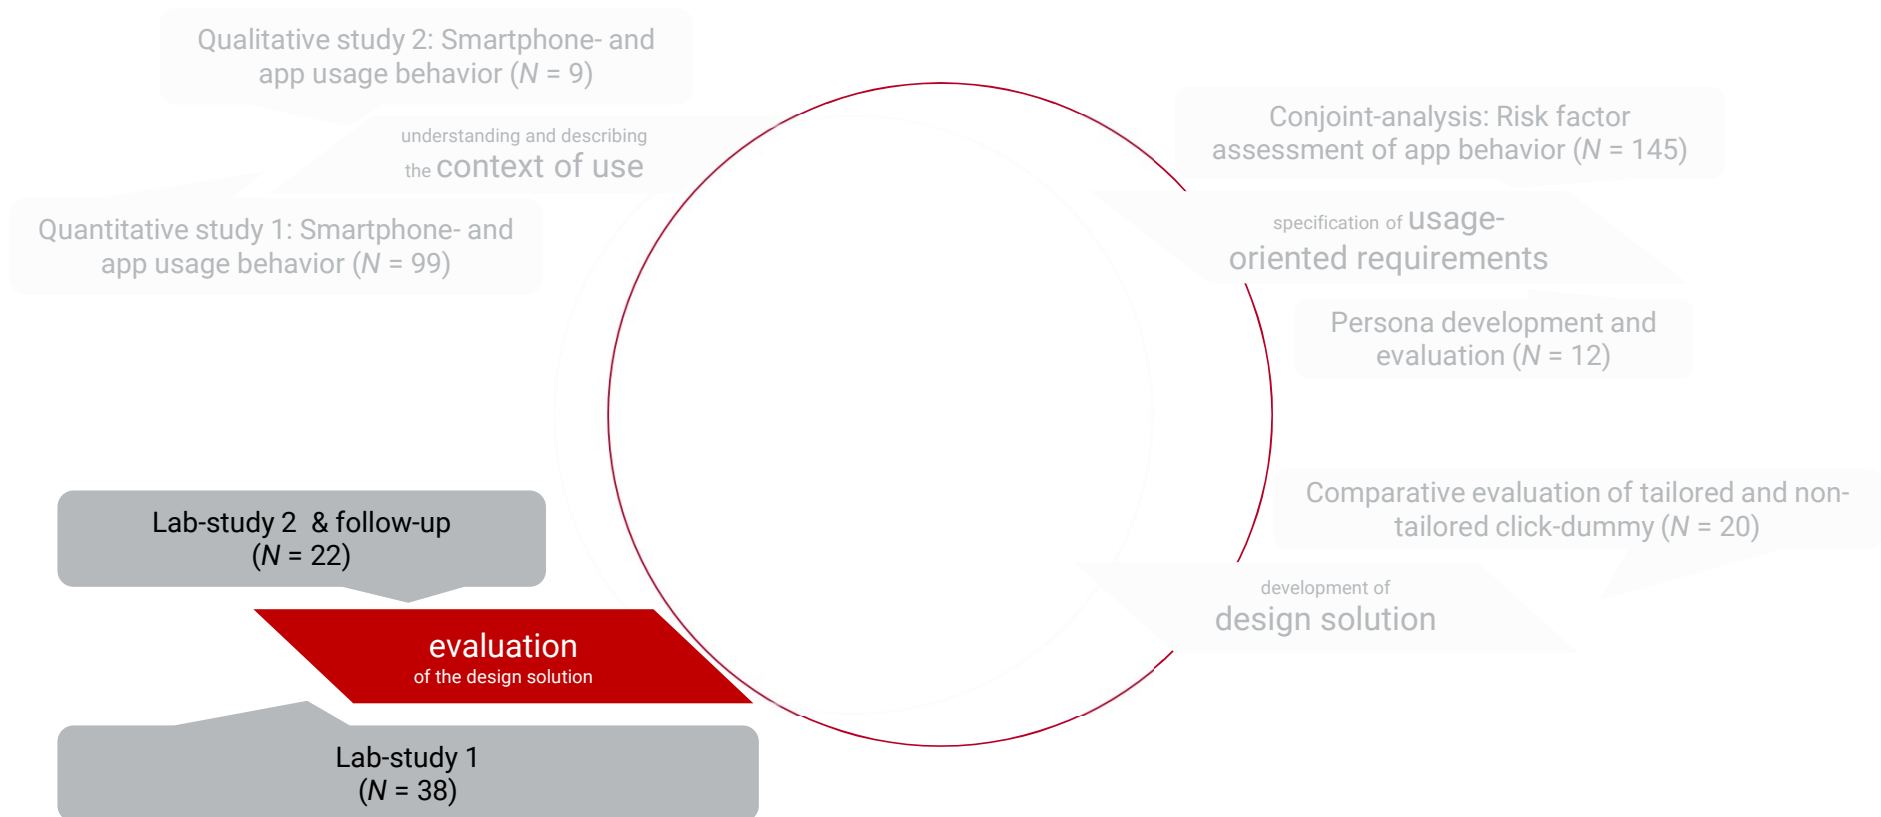 Qualitative study 2: Smartphone- and
app usage behavior (N = 9)
understanding and describing
the context of use
Quantitative study 1: Smartphone- and
app usage behavior (N = 99)
Conjoint-analysis: Risk factor
assessment of app behavior (N = 145)
specification of usage-
oriented requirements
Persona development and
evaluation (N = 12)
Comparative evaluation of tailored and non-
tailored click-dummy (N = 20)
development of
design solution
Lab-study 2 & follow-up
(N = 22)
evaluation
of the design solution
Lab-study 1
(N = 38)